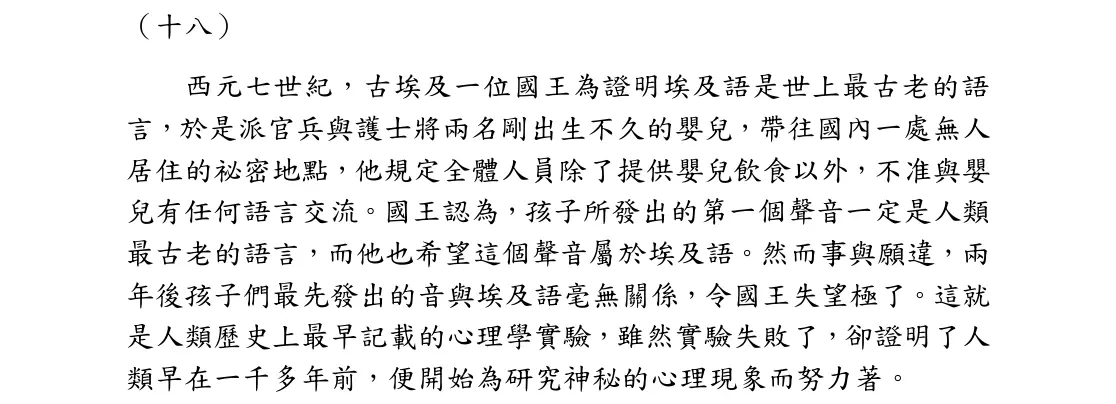 （十八）
西元七世紀，古埃及一位國王為證明埃及語是世上最古老的語
言，於是派官兵與護士將兩名剛出生不久的嬰兒，帶往國內一處無人
居住的祕密地點，他規定全體人員除了提供嬰兒飲食以外，不准與嬰
兒有任何語言交流。國王認為，孩子所發出的第一個聲音一定是人類
最古老的語言，而他也希望這個聲音屬於埃及語。然而事與願違，兩
年後孩子們最先發出的音與埃及語毫無關係，令國王失望極了。這就
是人類歷史上最早記載的心理學實驗，雖然實驗失敗了，卻證明了人
類早在一千多年前，便開始為研究神秘的心理現象而努力著。